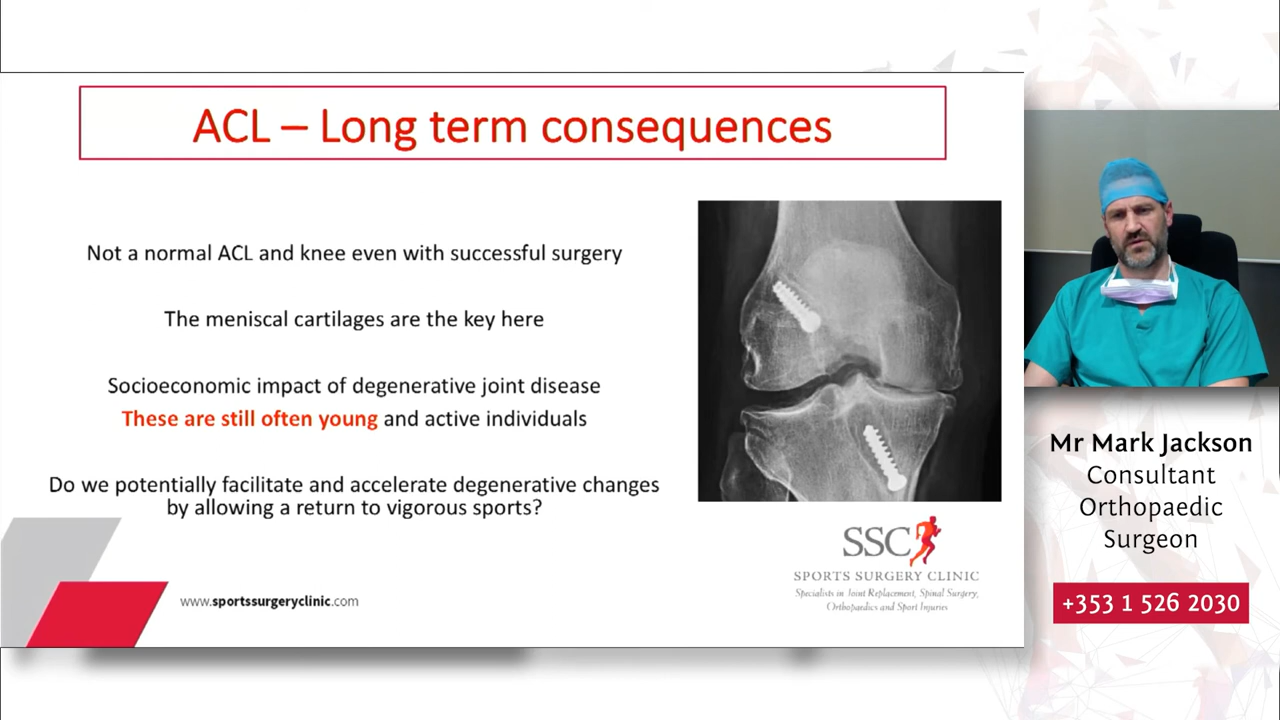 ACL – Long term consequences
Not a normal ACL and knee even with successful surgery
The meniscal cartilages are the key here
Socioeconomic impact of degenerative joint disease
These are still often young and active individuals
Do we potentially facilitate and accelerate degenerative changes
by allowing a return to vigorous sports?
www.sportssurgeryclinic.com
SSC
SPORTS SURGERY CLINIC
Specialists in Joint Replacement, Spinal Surgery,
Orthopaedics and Sport Injuries
Mr Mark Jackson
Consultant
Orthopaedic
Surgeon
+353 1 526 2030